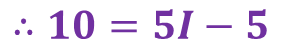 ∴ 10 = 5I − 5